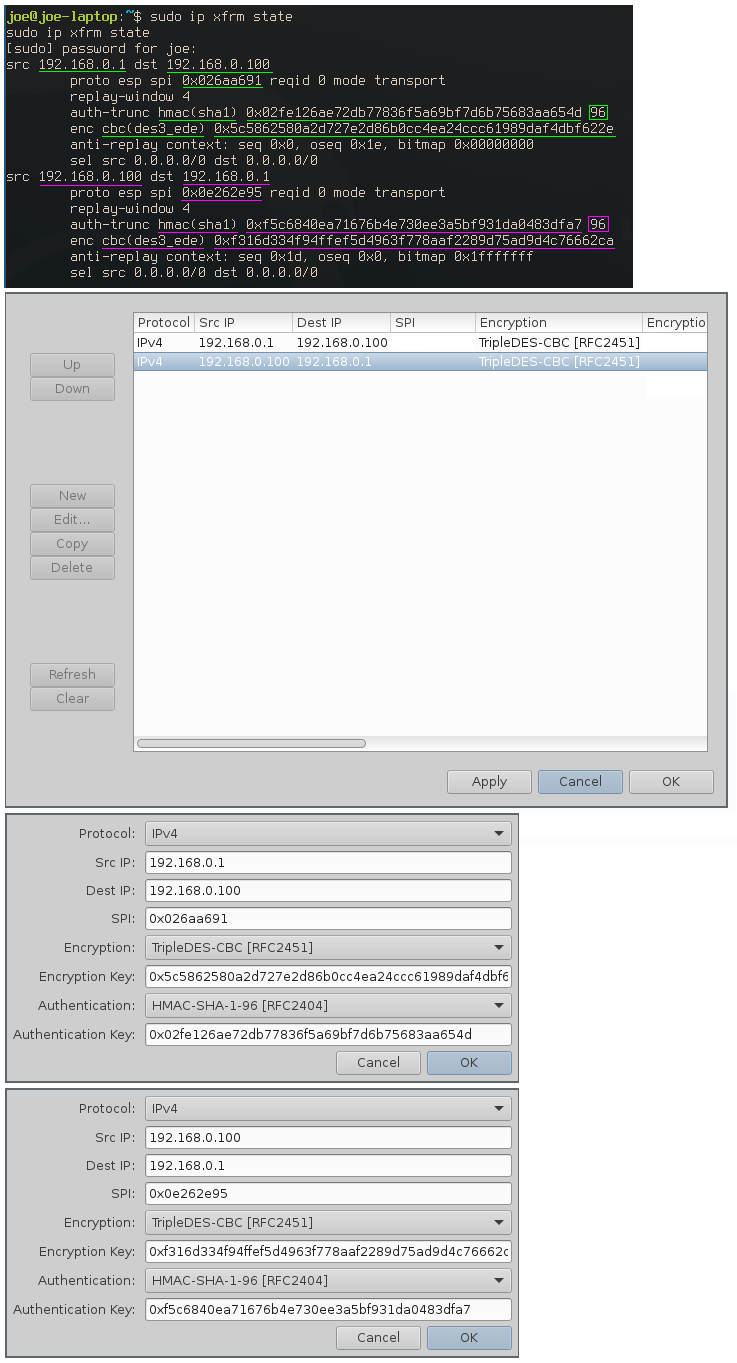 joe@joe-laptop:~$ sudo ip xfrm state
sudo ip xfrm state
[sudo] password for joe:
src 192.168.0.1 dst 192.168.0.100
proto esp spi 0x026aa691 reqid 0 mode transport
replay-window 4
auth-trunc hmac(sha1) 0x02fe126ae72db77836f5a69bf7d6b75683aa654d 96
enc cbc(des3_ede) 0x5c5862580a2d727e2d86b0cc4ea24ccc61989daf4dbf622e
anti-replay context: seq 0x0, oseq 0x1e, bitmap 0x00000000
sel src 0.0.0.0/0 dst 0.0.0.0/0
src 192.168.0.100 dst 192.168.0.1
proto esp spi 0x0e262e95 reqid 0 mode transport
replay-window 4
auth-trunc hmac(sha1) 0xf5c6840ea71676b4e730ee3a5bf931da0483dfa7 96
enc cbc(des3_ede) 0xf316d334f94ffef5d4963f778aaf2289d75ad9d4c76662ca
anti-replay context: seq 0x1d, oseq 0x0, bitmap 0x1fffffff
sel src 0.0.0.0/0 dst 0.0.0.0/0
Protocol Src IP Dest IP SPI Encryption Encryptio
IPv4 192.168.0.1 192.168.0.100 TripleDES-CBC [RFC2451]
IPv4 192.168.0.100 192.168.0.1 TripleDES-CBC [RFC2451]
Up
Down
New
Edit...
Copy
Delete
Refresh
Clear
Apply Cancel OK
Protocol: IPv4
Src IP: 192.168.0.1
Dest IP: 192.168.0.100
SPI: 0x026aa691
Encryption: TripleDES-CBC [RFC2451]
Encryption Key: 0x5c5862580a2d727e2d86b0cc4ea24ccc61989daf4dbf6
Authentication: HMAC-SHA-1-96 [RFC2404]
Authentication Key: 0x02fe126ae72db77836f5a69bf7d6b75683aa654d
Cancel OK
Protocol: IPv4
Src IP: 192.168.0.100
Dest IP: 192.168.0.1
SPI: 0x0e262e95
Encryption: TripleDES-CBC [RFC2451]
Encryption Key: 0xf316d334f94ffef5d4963f778aaf2289d75ad9d4c76662c
Authentication: HMAC-SHA-1-96 [RFC2404]
Authentication Key: 0xf5c6840ea71676b4e730ee3a5bf931da0483dfa7
Cancel OK